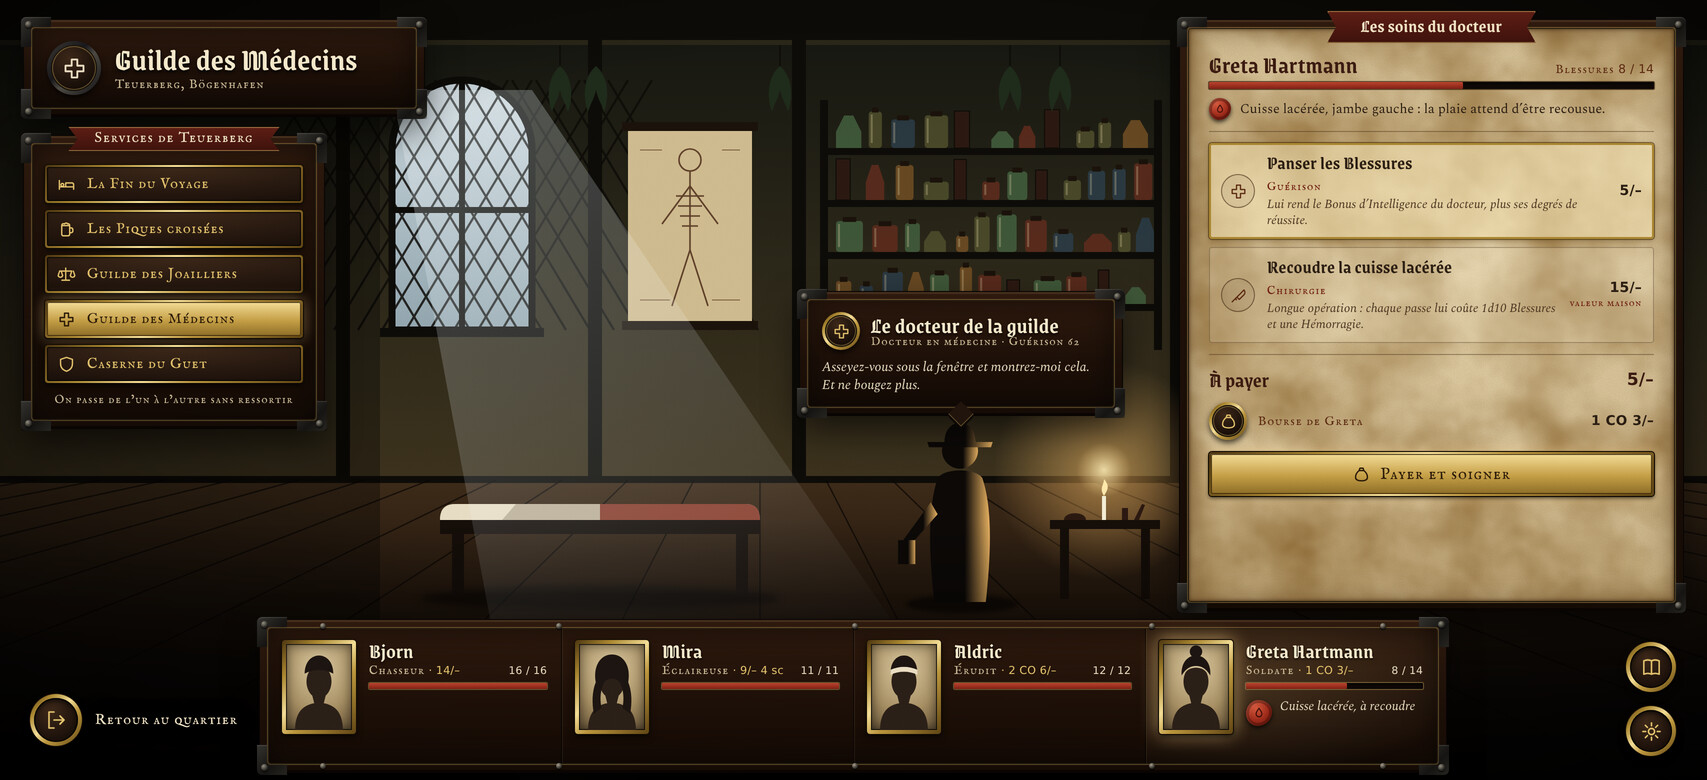 Guilde des Médecins
Teuerberg, Bögenhafen
Services de Teuerberg
La Fin du Voyage
Les Piques croisées
Guilde des Joailliers
Guilde des Médecins
Caserne du Guet
On passe de l'un à l'autre sans ressortir
Le docteur de la guilde
Docteur en médecine · Guérison 62
Asseyez-vous sous la fenêtre et montrez-moi cela.
Et ne bougez plus.
Les soins du docteur
Greta Hartmann
Blessures 8 / 14
Cuisse lacérée, jambe gauche : la plaie attend d'être recousue.
Panser les Blessures
Guérison
5/–
Lui rend le Bonus d'Intelligence du docteur, plus ses degrés de
réussite.
Recoudre la cuisse lacérée
Chirurgie
15/–
valeur maison
Longue opération : chaque passe lui coûte 1d10 Blessures
et une Hémorragie.
À payer
5/–
Bourse de Greta
1 CO 3/–
Payer et soigner
Bjorn
Chasseur · 14/–
16 / 16
Mira
Éclaireuse · 9/– 4 sc
11 / 11
Aldric
Érudit · 2 CO 6/–
12 / 12
Greta Hartmann
Soldate · 1 CO 3/–
8 / 14
Cuisse lacérée, à recoudre
Retour au quartier